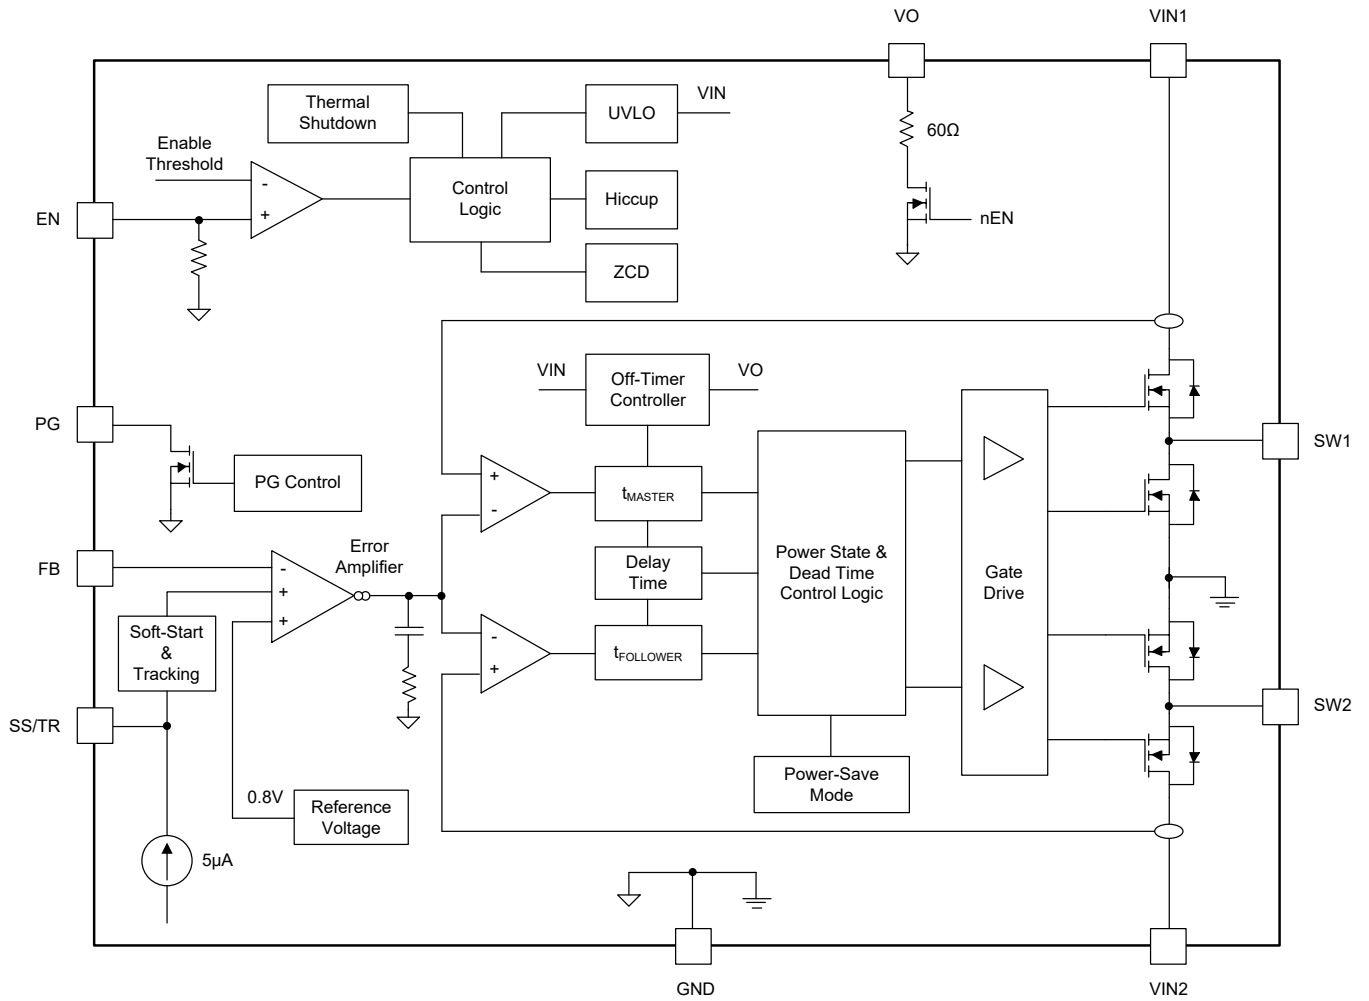 VO
VIN1
Thermal
Shutdown
UVLO
VIN
60Ω
Enable
Threshold
-
+
Control
Logic
Hiccup
EN
nEN
ZCD
VIN
Off-Timer
Controller
VO
PG
SW1
PG Control
+
-
tMASTER
Error
Amplifier
FB
-
+
+
Delay
Time
Power State &
Dead Time
Control Logic
Gate
Drive
Soft-Start
&
Tracking
-
+
tFOLLOWER
SS/TR
SW2
Power-Save
Mode
0.8V
Reference
Voltage
5µA
GND
VIN2